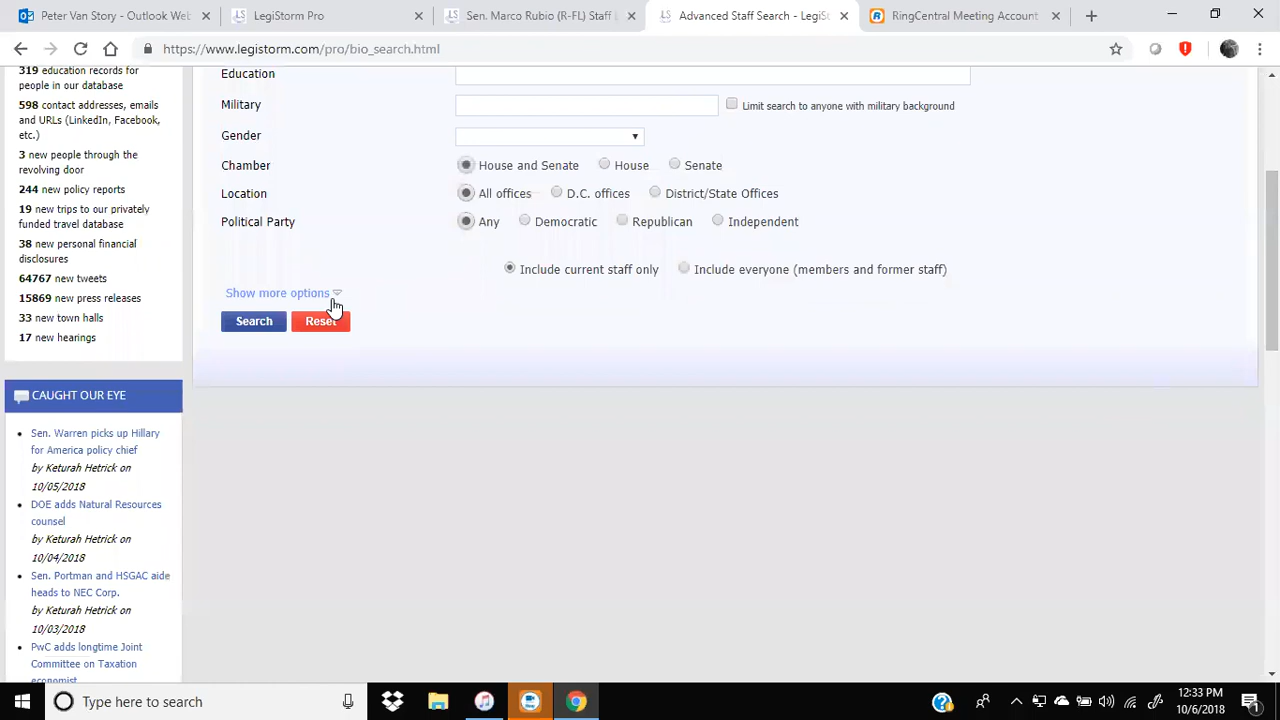 Peter Van Story - Outlook Web
LegiStorm Pro
Sen. Marco Rubio (R-FL) Staff
Advanced Staff Search - LegiSt
RingCentral Meeting Account
https://www.legistorm.com/pro/bio_search.html
319 education records for
people in our database
598 contact addresses, emails
and URLs (LinkedIn, Facebook,
etc.)
3 new people through the
revolving door
244 new policy reports
19 new trips to our privately
funded travel database
38 new personal financial
disclosures
64767 new tweets
15869 new press releases
33 new town halls
17 new hearings
CAUGHT OUR EYE
Sen. Warren picks up Hillary
for America policy chief
by Keturah Hetrick on
10/05/2018
DOE adds Natural Resources
counsel
by Keturah Hetrick on
10/04/2018
Sen. Portman and HSGAC aide
heads to NEC Corp.
by Keturah Hetrick on
10/03/2018
PwC adds longtime Joint
Committee on Taxation
economist
Education
Military
Limit search to anyone with military background
Gender
Chamber House and Senate House Senate
Location All offices D.C. offices District/State Offices
Political Party Any Democratic Republican Independent
Include current staff only Include everyone (members and former staff)
Show more options
Search Reset
Type here to search
12:33 PM
10/6/2018
1